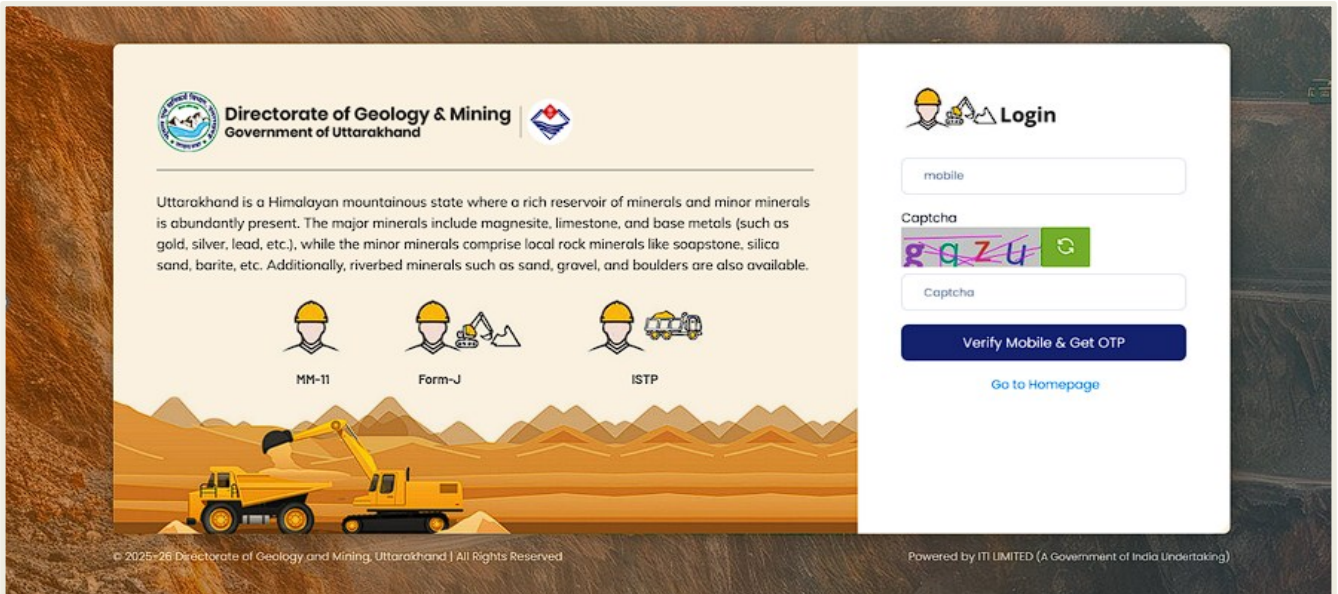 Directorate of Geology & Mining
Government of Uttarakhand
Uttarakhand is a Himalayan mountainous state where a rich reservoir of minerals and minor minerals
is abundantly present. The major minerals include magnesite, limestone, and base metals (such as
gold, silver, lead, etc.), while the minor minerals comprise local rock minerals like soapstone, silica
sand, barite, etc. Additionally, riverbed minerals such as sand, gravel, and boulders are also available.
MM-11
Form-J
ISTP
Login
mobile
Captcha
g q z u
Captcha
Verify Mobile & Get OTP
Go to Homepage
© 2025-26 Directorate of Geology and Mining, Uttarakhand | All Rights Reserved
Powered by ITI LIMITED (A Government of India Undertaking)